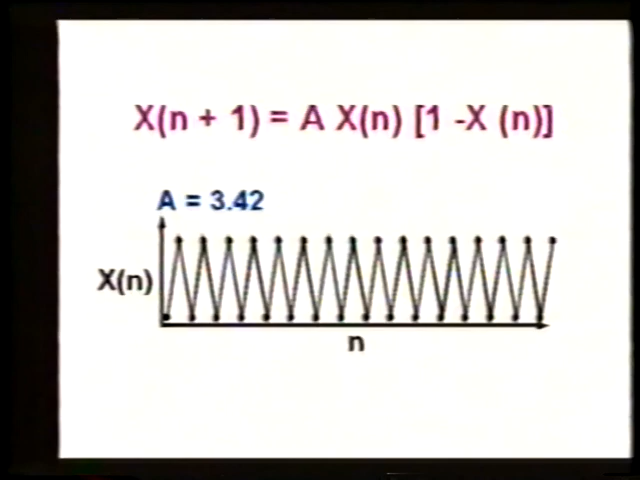 X(n + 1) = A X(n) [1 -X (n)]
A = 3.42
X(n)
n